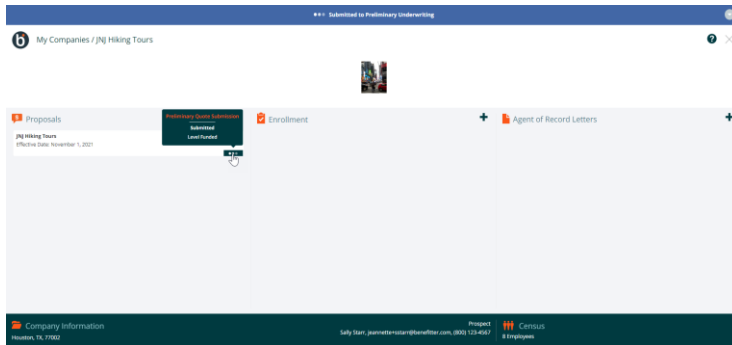 Submitted to Preliminary Underwriting
My Companies / JNJ Hiking Tours
?
Proposals
Preliminary Quote Submission
Submitted
Level Funded
JNJ Hiking Tours
Effective Date: November 1, 2021
Enrollment
+
Agent of Record Letters
+
Company Information
Houston, TX, 77002
Prospect
Sally Starr, jeannette+sstarr@benefitter.com, (800) 123-4567
Census
8 Employees